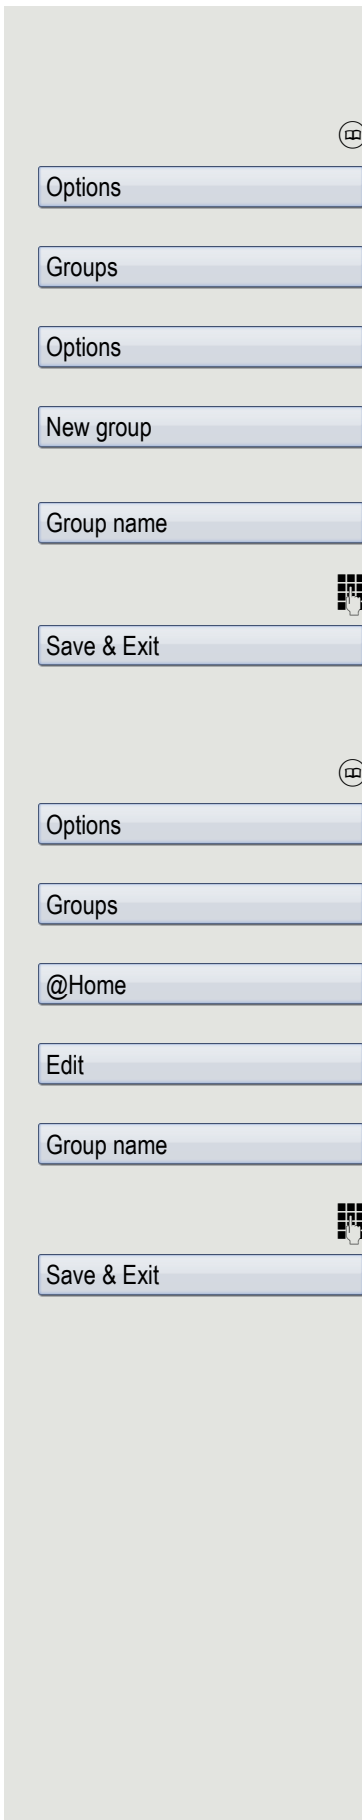 Options
Groups
Options
New group
Group name
Save & Exit
Options
Groups
@Home
Edit
Group name
Save & Exit